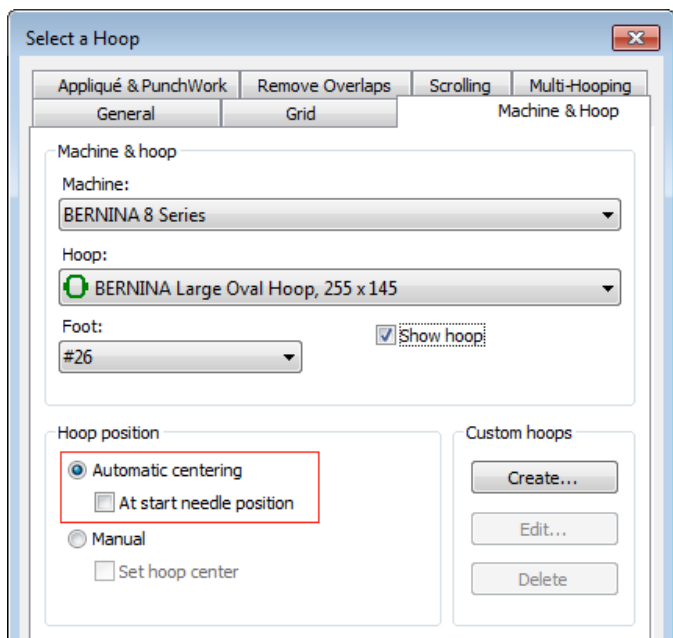 Select a Hoop
Appliqué & PunchWork Remove Overlaps Scrolling Multi-Hooping
General Grid Machine & Hoop
Machine & hoop
Machine:
BERNINA 8 Series
Hoop:
BERNINA Large Oval Hoop, 255 x 145
Foot:
#26
Show hoop
Hoop position
Automatic centering
At start needle position
Manual
Set hoop center
Custom hoops
Create...
Edit...
Delete